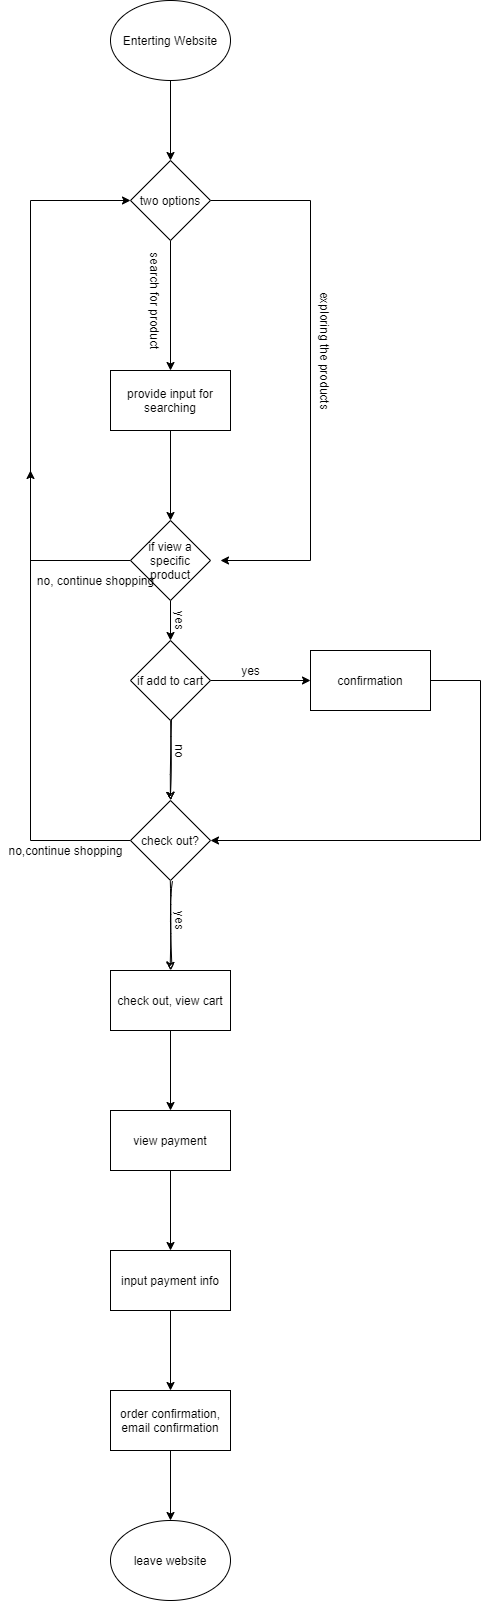 Enterting Website
two options
search for product
exploring the products
provide input for
searching
if view a
specific
product
no, continue shopping
yes
if add to cart
yes
confirmation
no
check out?
no,continue shopping
yes
check out, view cart
view payment
input payment info
order confirmation,
email confirmation
leave website